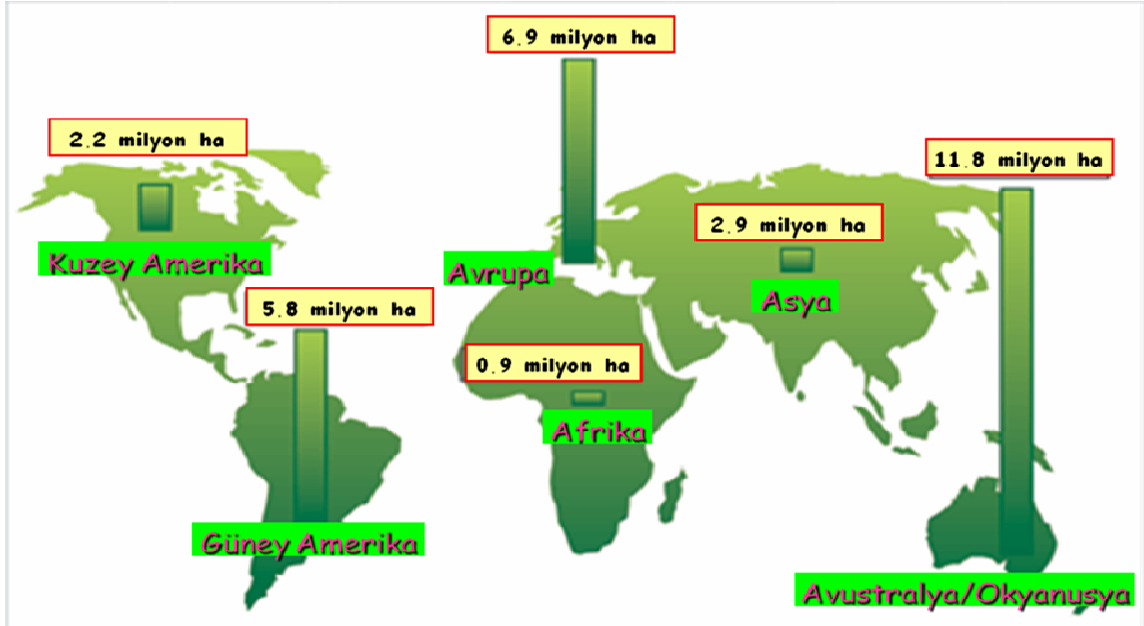 6.9 milyon ha
2.2 milyon ha
11.8 milyon ha
2.9 milyon ha
Kuzey Amerika
Avrupa
Asya
5.8 milyon ha
0.9 milyon ha
Afrika
Güney Amerika
Avustralya/Okyanusya